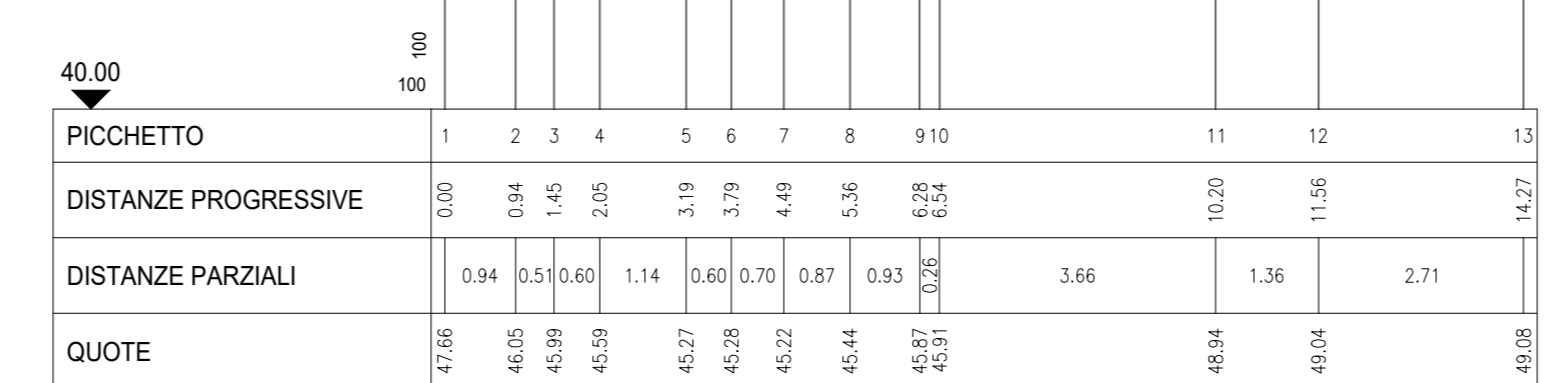 100
40.00
100
PICCHETTO 1 2 3 4 5 6 7 8 9 10 11 12 13
DISTANZE PROGRESSIVE 0.00 0.94 1.45 2.05 3.19 3.79 4.49 5.36 6.28 6.54 10.20 11.56 14.27
DISTANZE PARZIALI 0.94 0.51 0.60 1.14 0.60 0.70 0.87 0.93 0.26 3.66 1.36 2.71
QUOTE 47.66 46.05 45.99 45.59 45.27 45.28 45.22 45.44 45.87 45.91 48.94 49.04 49.08